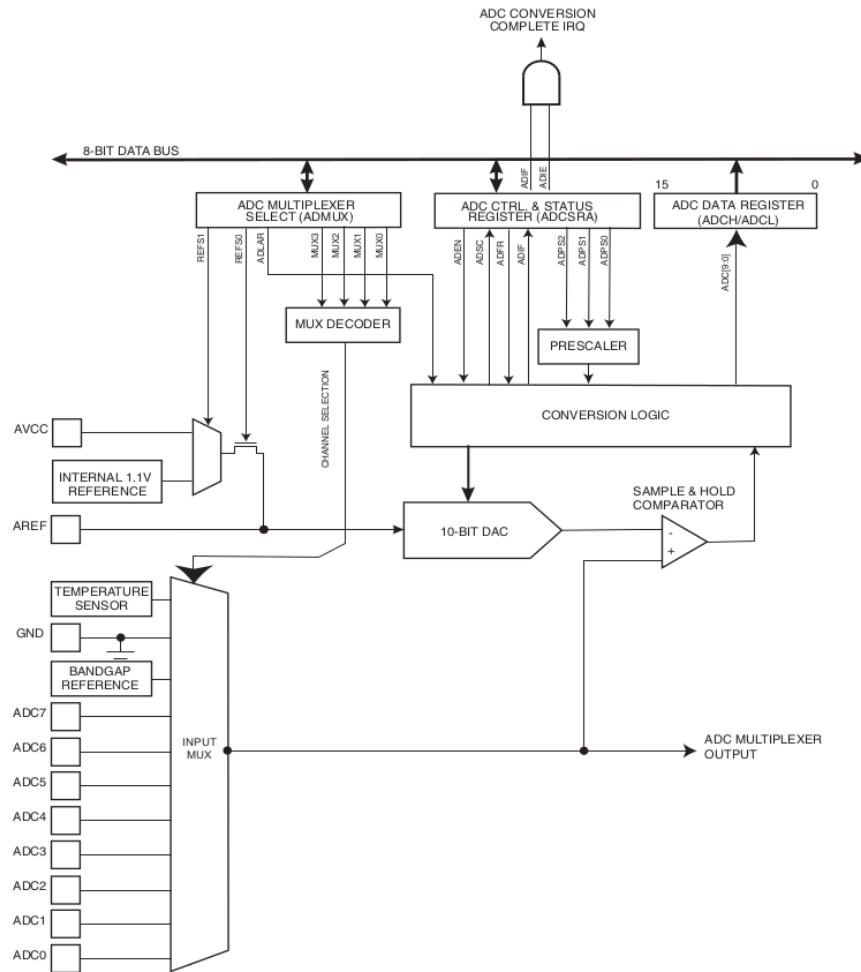 ADC CONVERSION
COMPLETE IRQ
8-BIT DATA BUS
ADIF
ADIE
15
0
ADC MULTIPLEXER
SELECT (ADMUX)
ADC CTRL. & STATUS
REGISTER (ADCSRA)
ADC DATA REGISTER
(ADCH/ADCL)
REFS1
REFS0
ADLAR
MUX3
MUX2
MUX1
MUX0
ADEN
ADSC
ADFR
ADIF
ADPS2
ADPS1
ADPS0
ADC[9:0]
MUX DECODER
PRESCALER
CHANNEL SELECTION
CONVERSION LOGIC
AVCC
INTERNAL 1.1V
REFERENCE
AREF
SAMPLE & HOLD
COMPARATOR
10-BIT DAC
-
+
TEMPERATURE
SENSOR
GND
BANDGAP
REFERENCE
ADC7
ADC6
ADC5
ADC4
ADC3
ADC2
ADC1
ADC0
INPUT
MUX
ADC MULTIPLEXER
OUTPUT